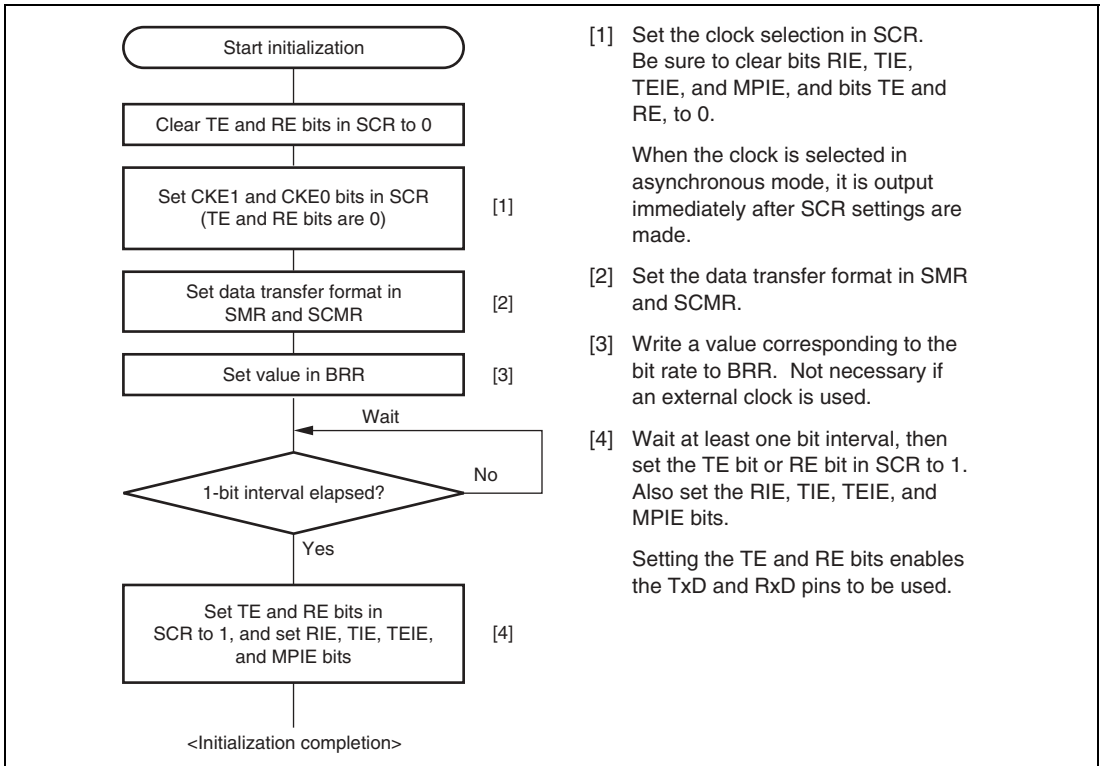 Start initialization
Clear TE and RE bits in SCR to 0
Set CKE1 and CKE0 bits in SCR
(TE and RE bits are 0)
[1]
Set data transfer format in
SMR and SCMR
[2]
Set value in BRR
[3]
Wait
No
1-bit interval elapsed?
Yes
Set TE and RE bits in
SCR to 1, and set RIE, TIE, TEIE,
and MPIE bits
[4]
<Initialization completion>
[1] Set the clock selection in SCR.
Be sure to clear bits RIE, TIE,
TEIE, and MPIE, and bits TE and
RE, to 0.
When the clock is selected in
asynchronous mode, it is output
immediately after SCR settings are
made.
[2] Set the data transfer format in SMR
and SCMR.
[3] Write a value corresponding to the
bit rate to BRR. Not necessary if
an external clock is used.
[4] Wait at least one bit interval, then
set the TE bit or RE bit in SCR to 1.
Also set the RIE, TIE, TEIE, and
MPIE bits.
Setting the TE and RE bits enables
the TxD and RxD pins to be used.